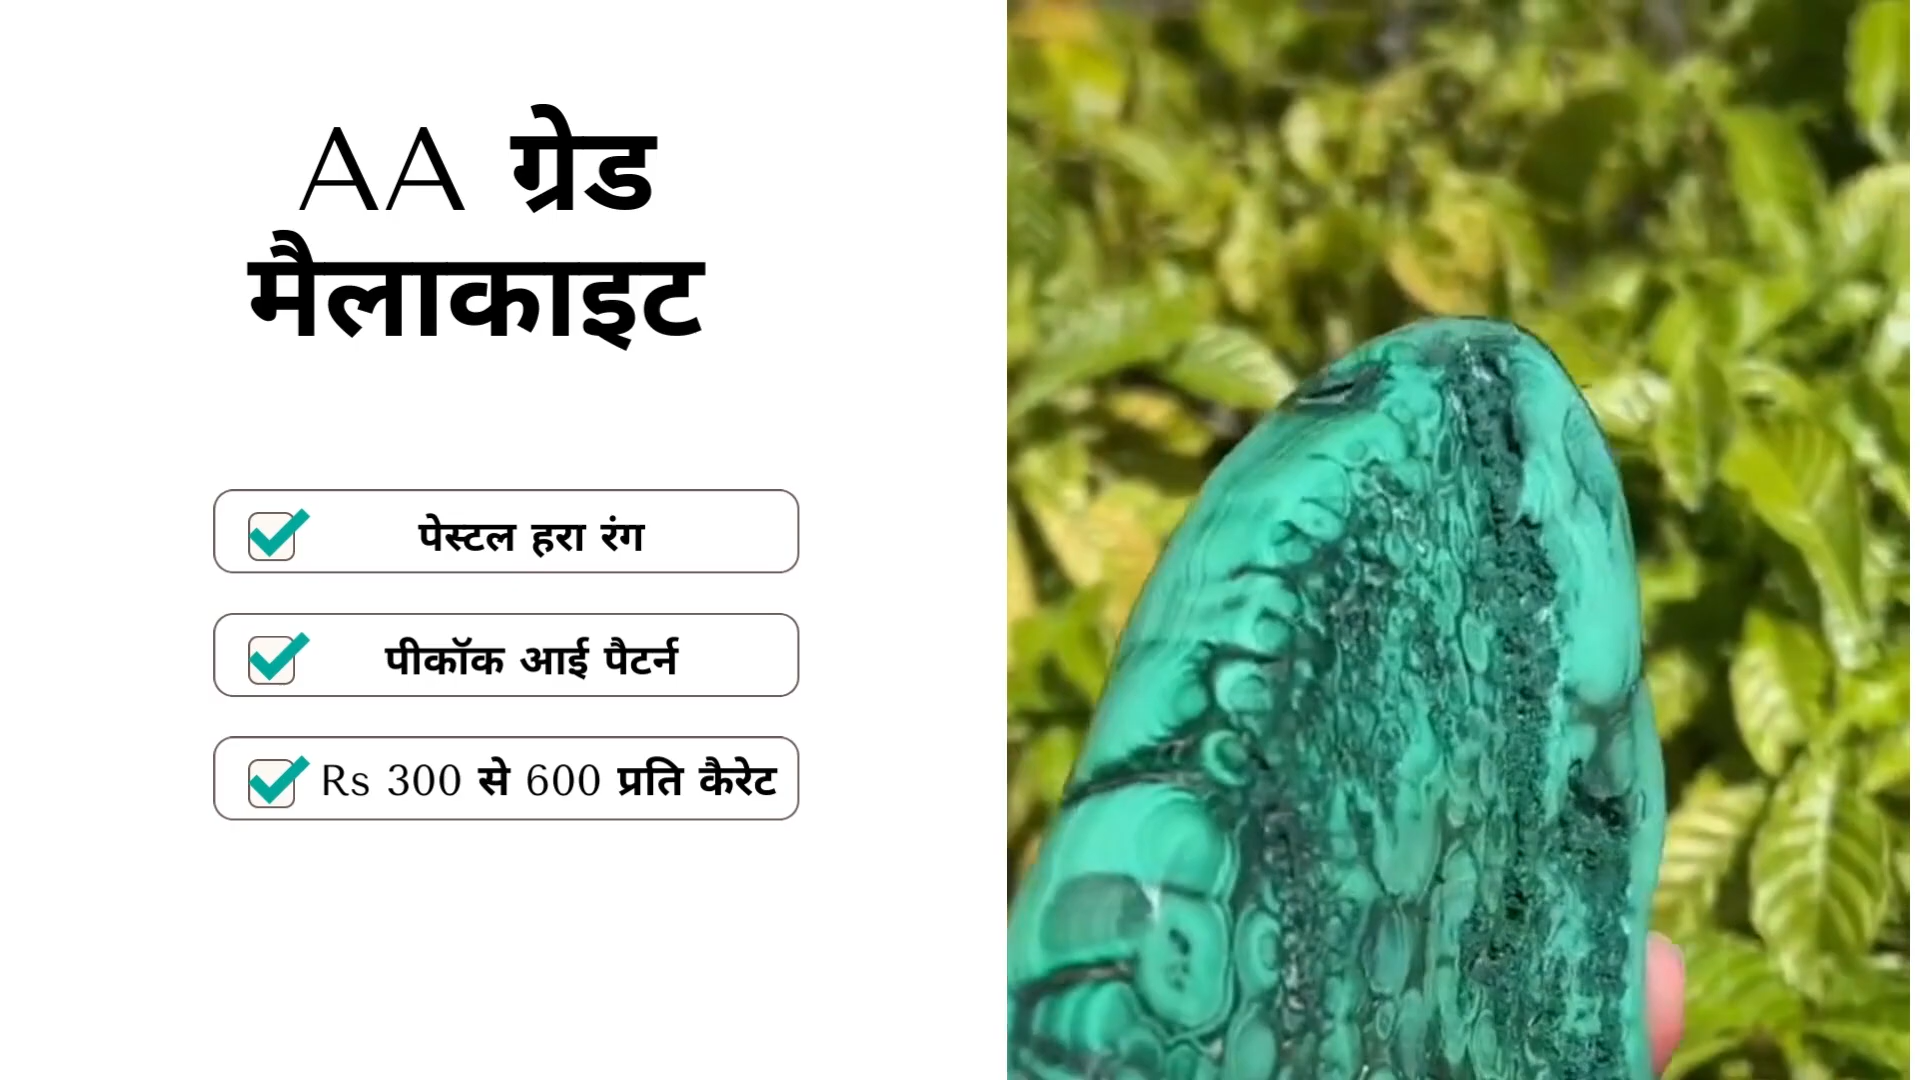 AA ग्रेड
मैलाकाइट
पेस्टल हरा रंग
पीकॉक आई पैटर्न
Rs 300 से 600 प्रति कैरेट